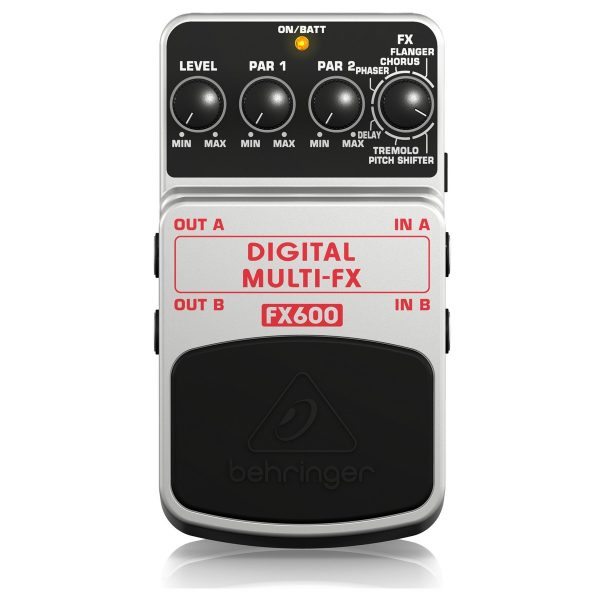 ON/BATT
LEVEL
PAR 1
PAR 2
FX
FLANGER
CHORUS
PHASER
DELAY
TREMOLO
PITCH SHIFTER
MIN MAX
MIN MAX
MIN MAX
OUT A
IN A
DIGITAL
MULTI-FX
OUT B
IN B
FX600
behringer